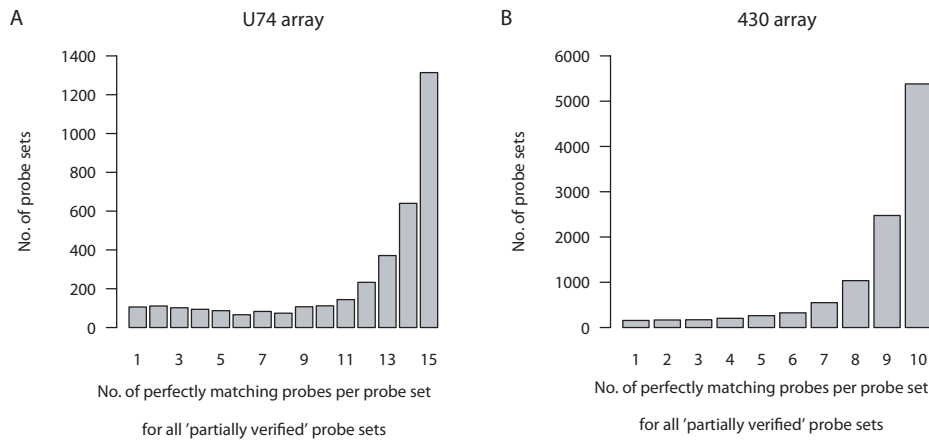 A
U74 array
No. of probe sets
1400
1200
1000
800
600
400
200
0
1 3 5 7 9 11 13 15
No. of perfectly matching probes per probe set
for all 'partially verified' probe sets
B
430 array
No. of probe sets
6000
5000
4000
3000
2000
1000
0
1 2 3 4 5 6 7 8 9 10
No. of perfectly matching probes per probe set
for all 'partially verified' probe sets